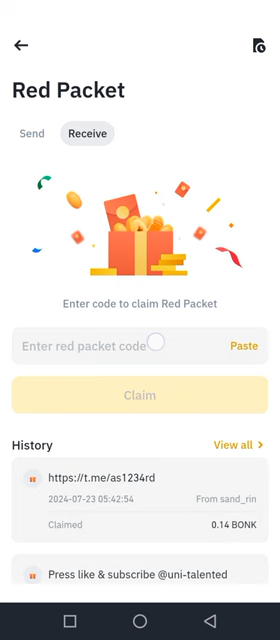 Red Packet
Send
Receive
Enter code to claim Red Packet
Enter red packet code
Paste
Claim
History
View all
https://t.me/as1234rd
2024-07-23 05:42:54
From sand_rin
Claimed
0.14 BONK
Press like & subscribe @uni-talented